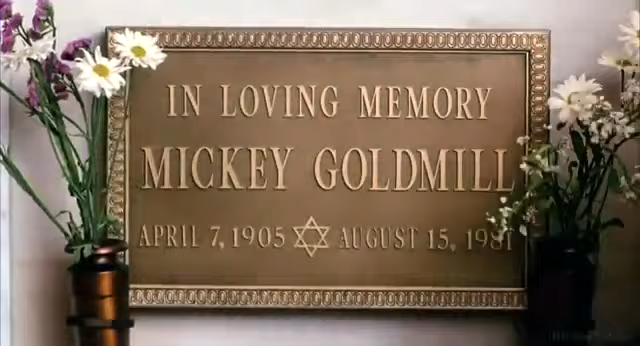 IN LOVING MEMORY
MICKEY GOLDMILL
APRIL 7, 1905 ✡ AUGUST 15, 1981